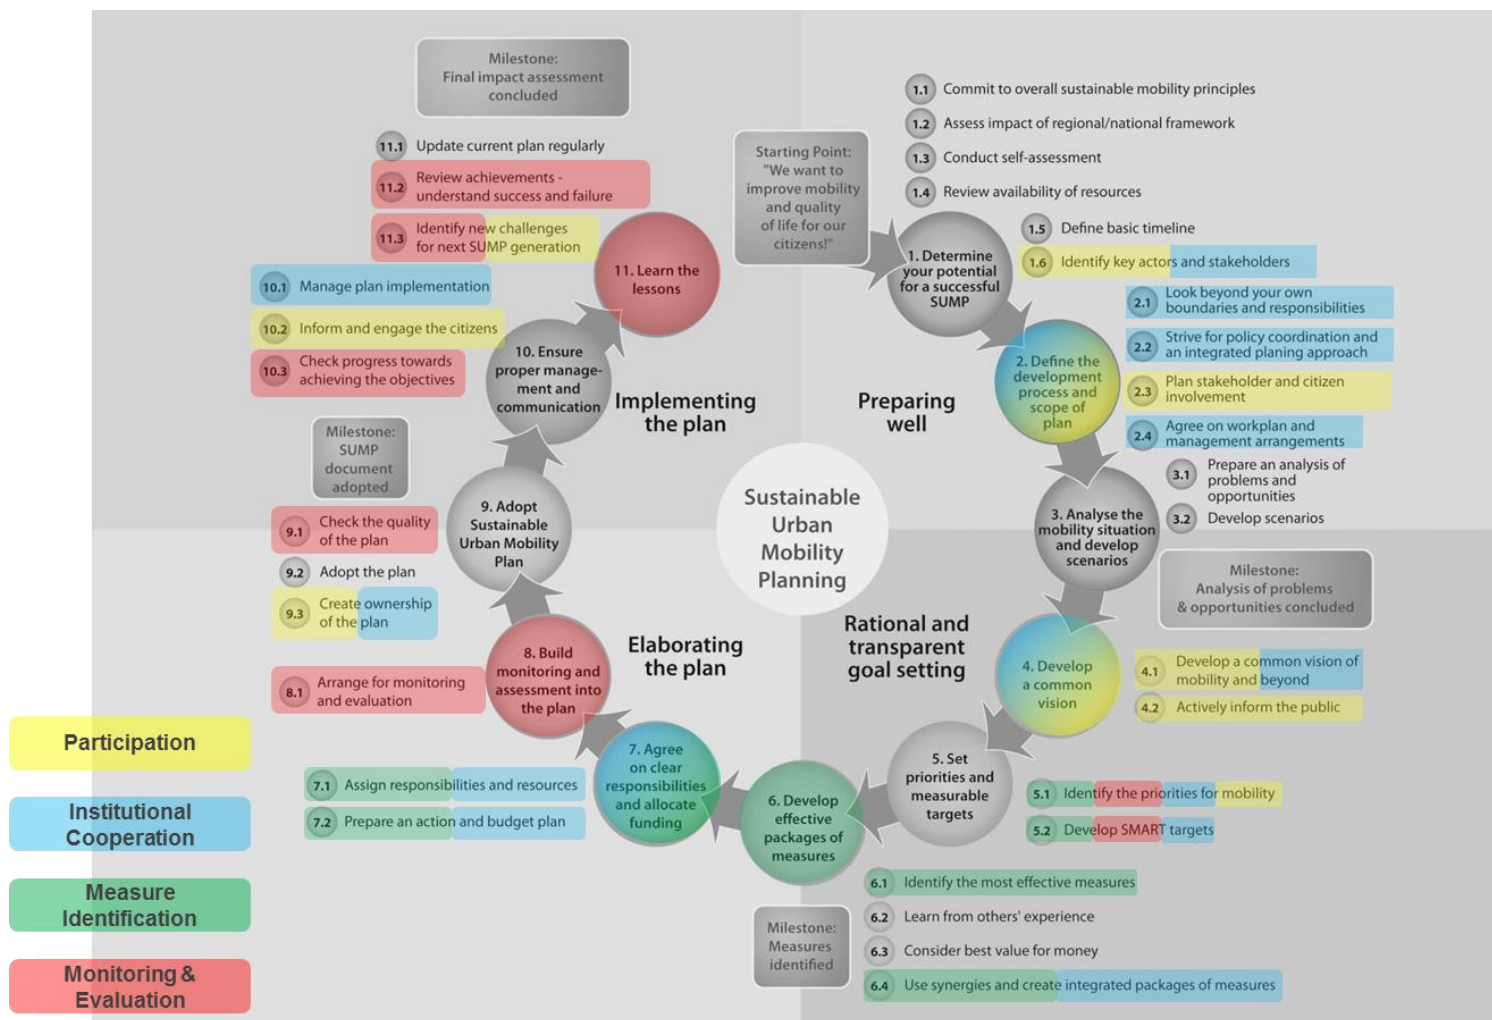 Milestone:
Final impact assessment
concluded
11.1 Update current plan regularly
11.2 Review achievements -
understand success and failure
11.3 Identify new challenges
for next SUMP generation
10.1 Manage plan implementation
10.2 Inform and engage the citizens
10.3 Check progress towards
achieving the objectives
11. Learn the
lessons
10. Ensure
proper manage-
ment and
communication
Implementing
the plan
Milestone:
SUMP
document
adopted
9.1 Check the quality
of the plan
9.2 Adopt the plan
9.3 Create ownership
of the plan
9. Adopt
Sustainable
Urban Mobility
Plan
Starting Point:
"We want to
improve mobility
and quality
of life for our
citizens!"
1.1 Commit to overall sustainable mobility principles
1.2 Assess impact of regional/national framework
1.3 Conduct self-assessment
1.4 Review availability of resources
1.5 Define basic timeline
1.6 Identify key actors and stakeholders
1. Determine
your potential
for a successful
SUMP
2.1 Look beyond your own
boundaries and responsibilities
2.2 Strive for policy coordination and
an integrated planing approach
2.3 Plan stakeholder and citizen
involvement
2.4 Agree on workplan and
management arrangements
2. Define the
development
process and
scope of
plan
Preparing
well
3.1 Prepare an analysis of
problems and
opportunities
3.2 Develop scenarios
3. Analyse the
mobility situation
and develop
scenarios
Sustainable
Urban
Mobility
Planning
Milestone:
Analysis of problems
& opportunities concluded
Rational and
transparent
goal setting
4. Develop
a common
vision
4.1 Develop a common vision of
mobility and beyond
4.2 Actively inform the public
5. Set
priorities and
measurable
targets
5.1 Identify the priorities for mobility
5.2 Develop SMART targets
6. Develop
effective
packages of
measures
6.1 Identify the most effective measures
6.2 Learn from others' experience
6.3 Consider best value for money
6.4 Use synergies and create integrated packages of measures
Milestone:
Measures
identified
Elaborating
the plan
8. Build
monitoring and
assessment into
the plan
8.1 Arrange for monitoring
and evaluation
7. Agree
on clear
responsibilities
and allocate
funding
7.1 Assign responsibilities and resources
7.2 Prepare an action and budget plan
Participation
Institutional
Cooperation
Measure
Identification
Monitoring &
Evaluation